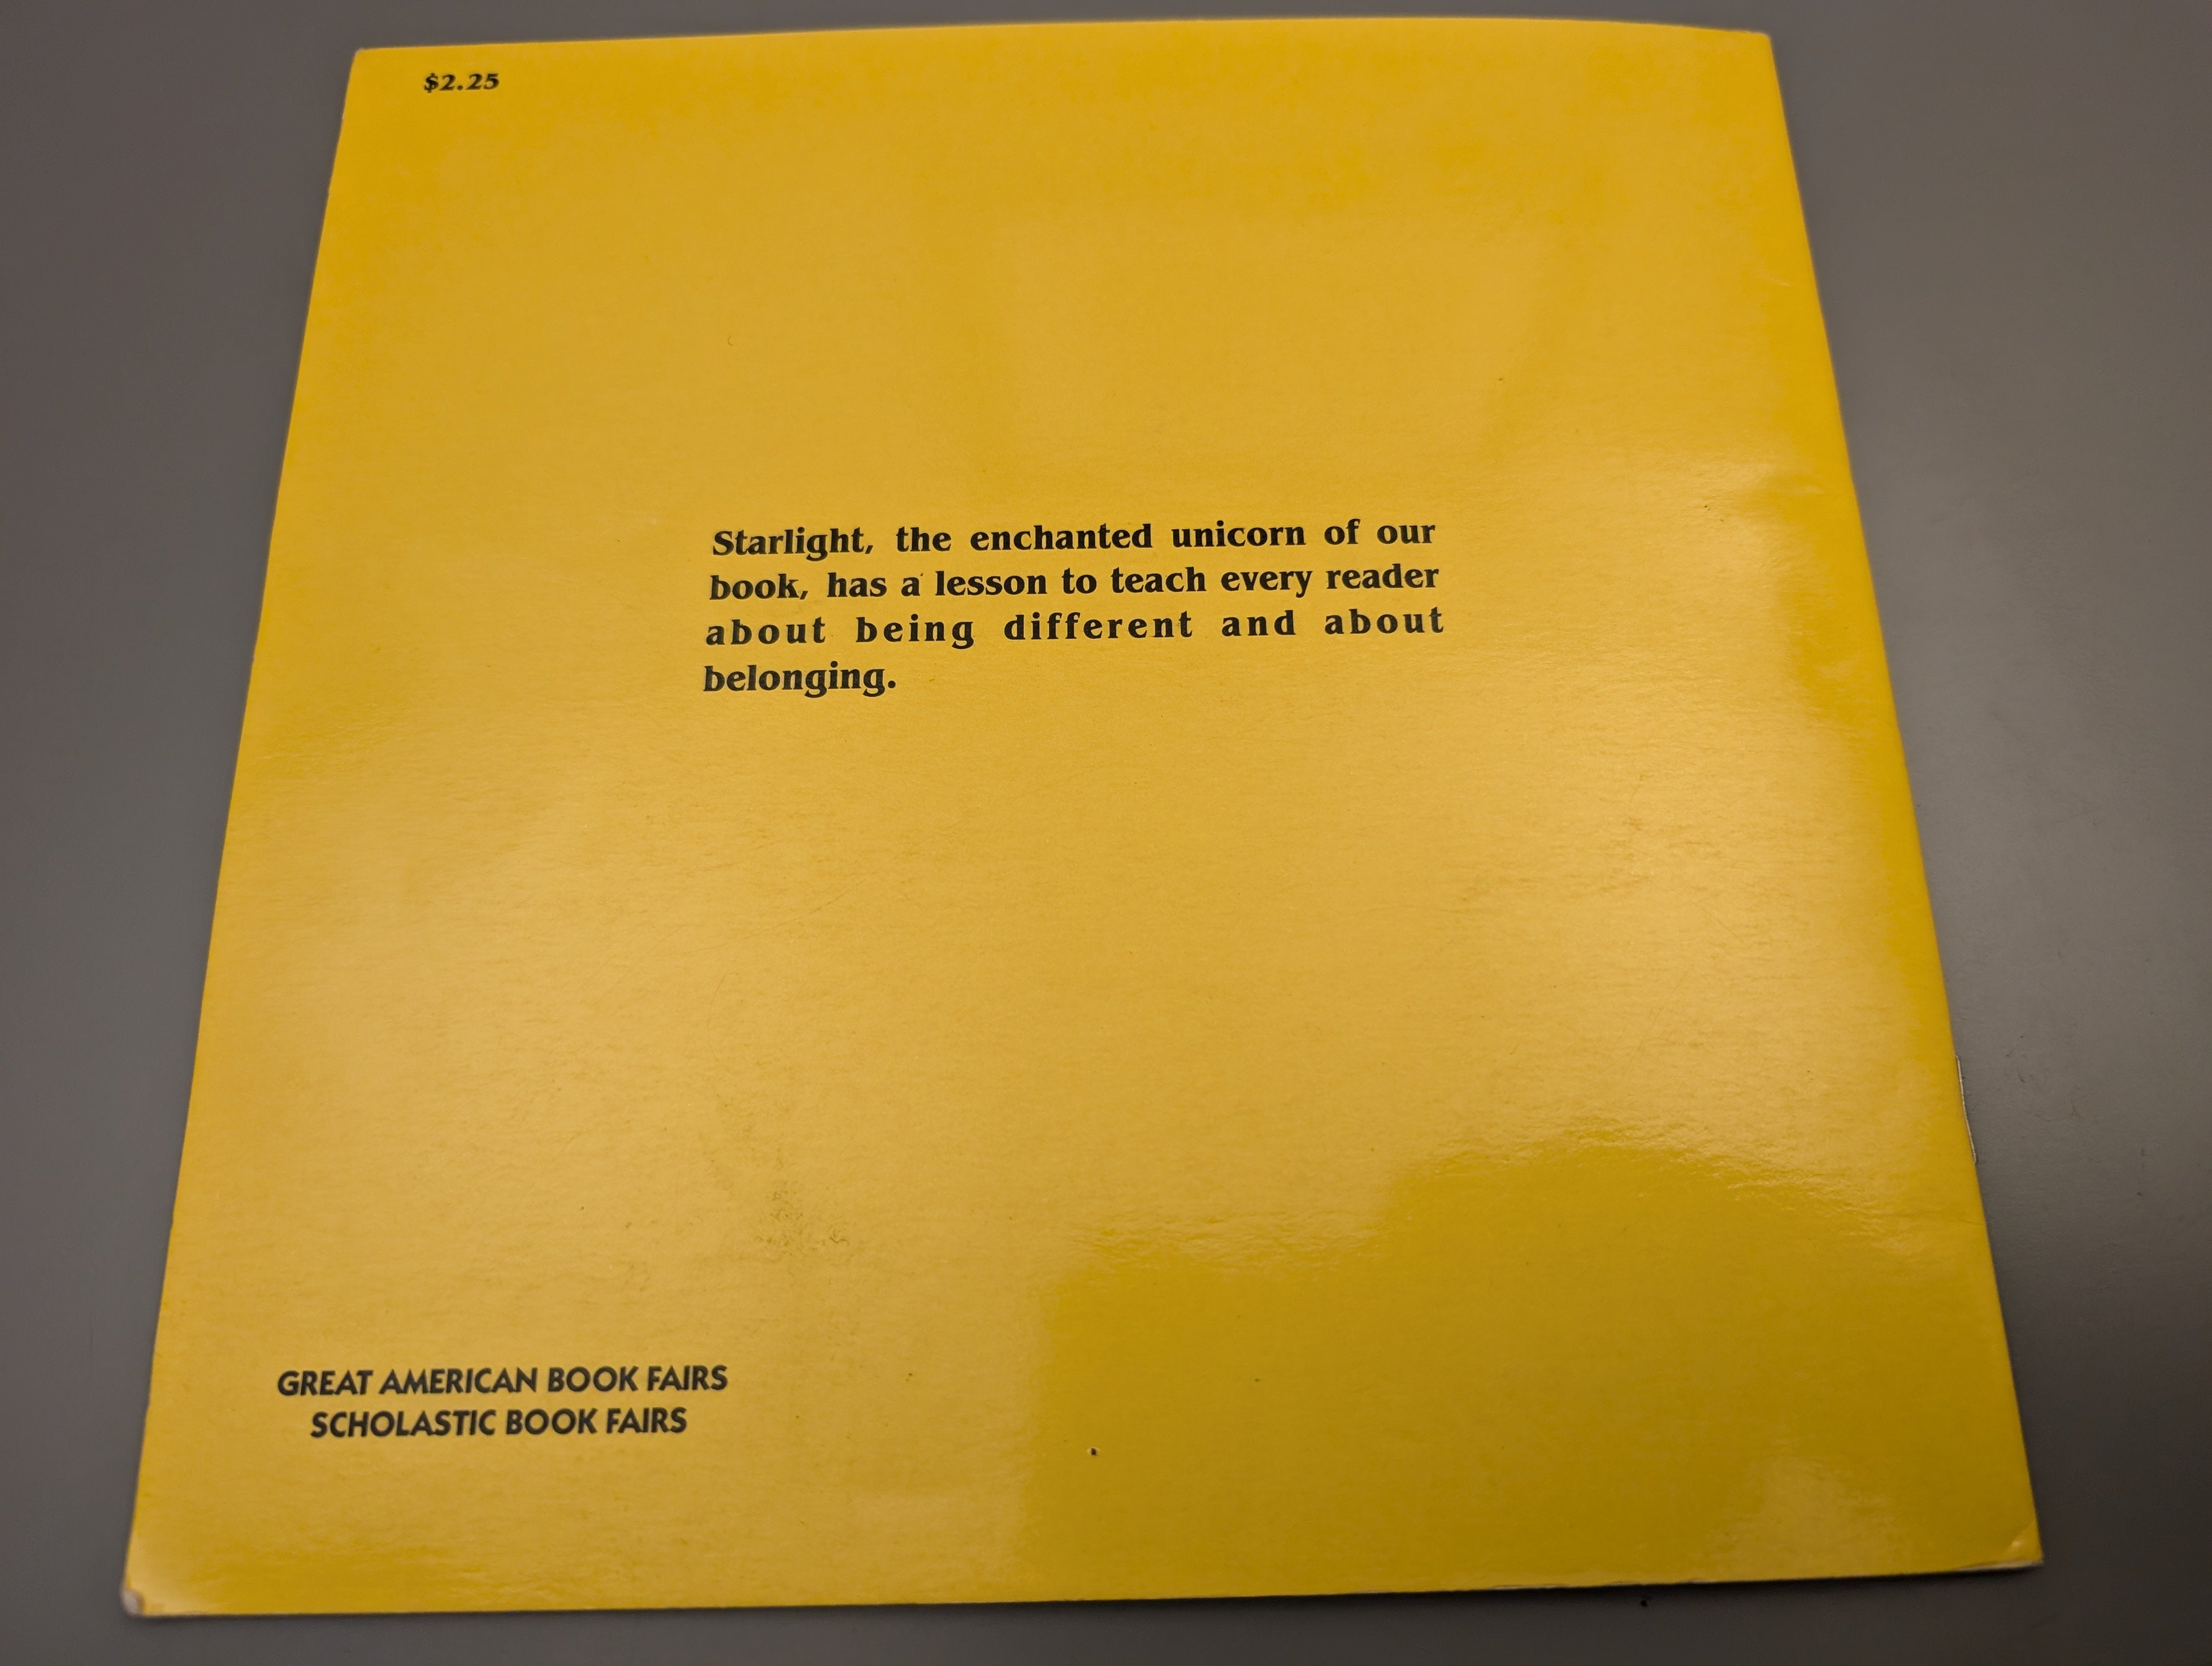 $2.25
Starlight, the enchanted unicorn of our
book, has a lesson to teach every reader
about being different and about
belonging.
GREAT AMERICAN BOOK FAIRS
SCHOLASTIC BOOK FAIRS